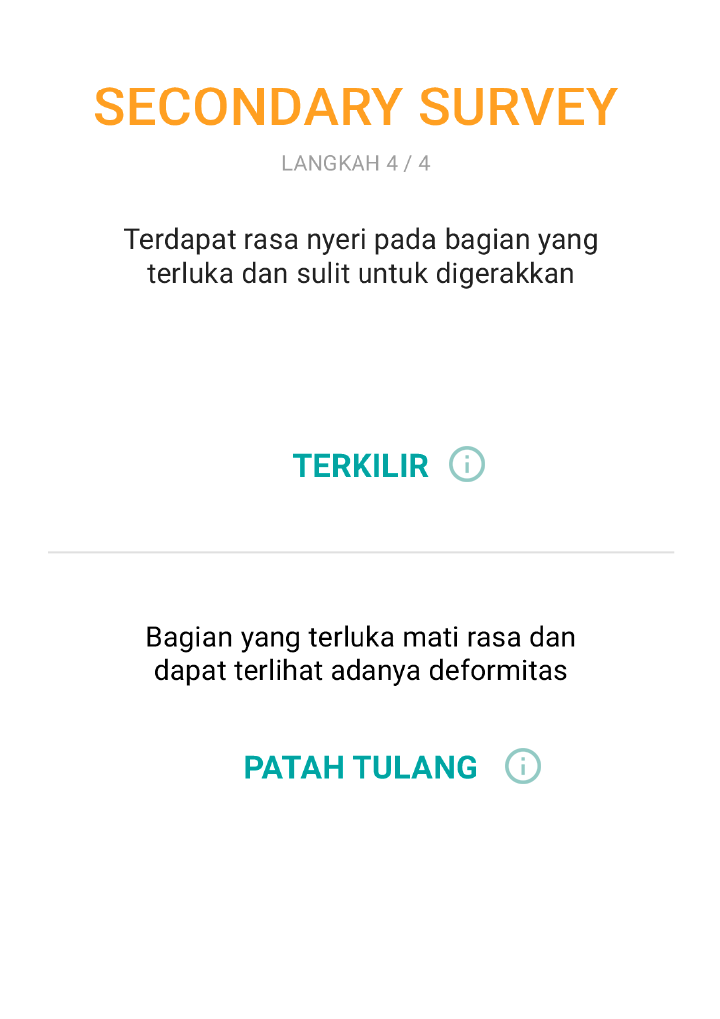 SECONDARY SURVEY
LANGKAH 4 / 4
Terdapat rasa nyeri pada bagian yang
terluka dan sulit untuk digerakkan
TERKILIR
Bagian yang terluka mati rasa dan
dapat terlihat adanya deformitas
PATAH TULANG